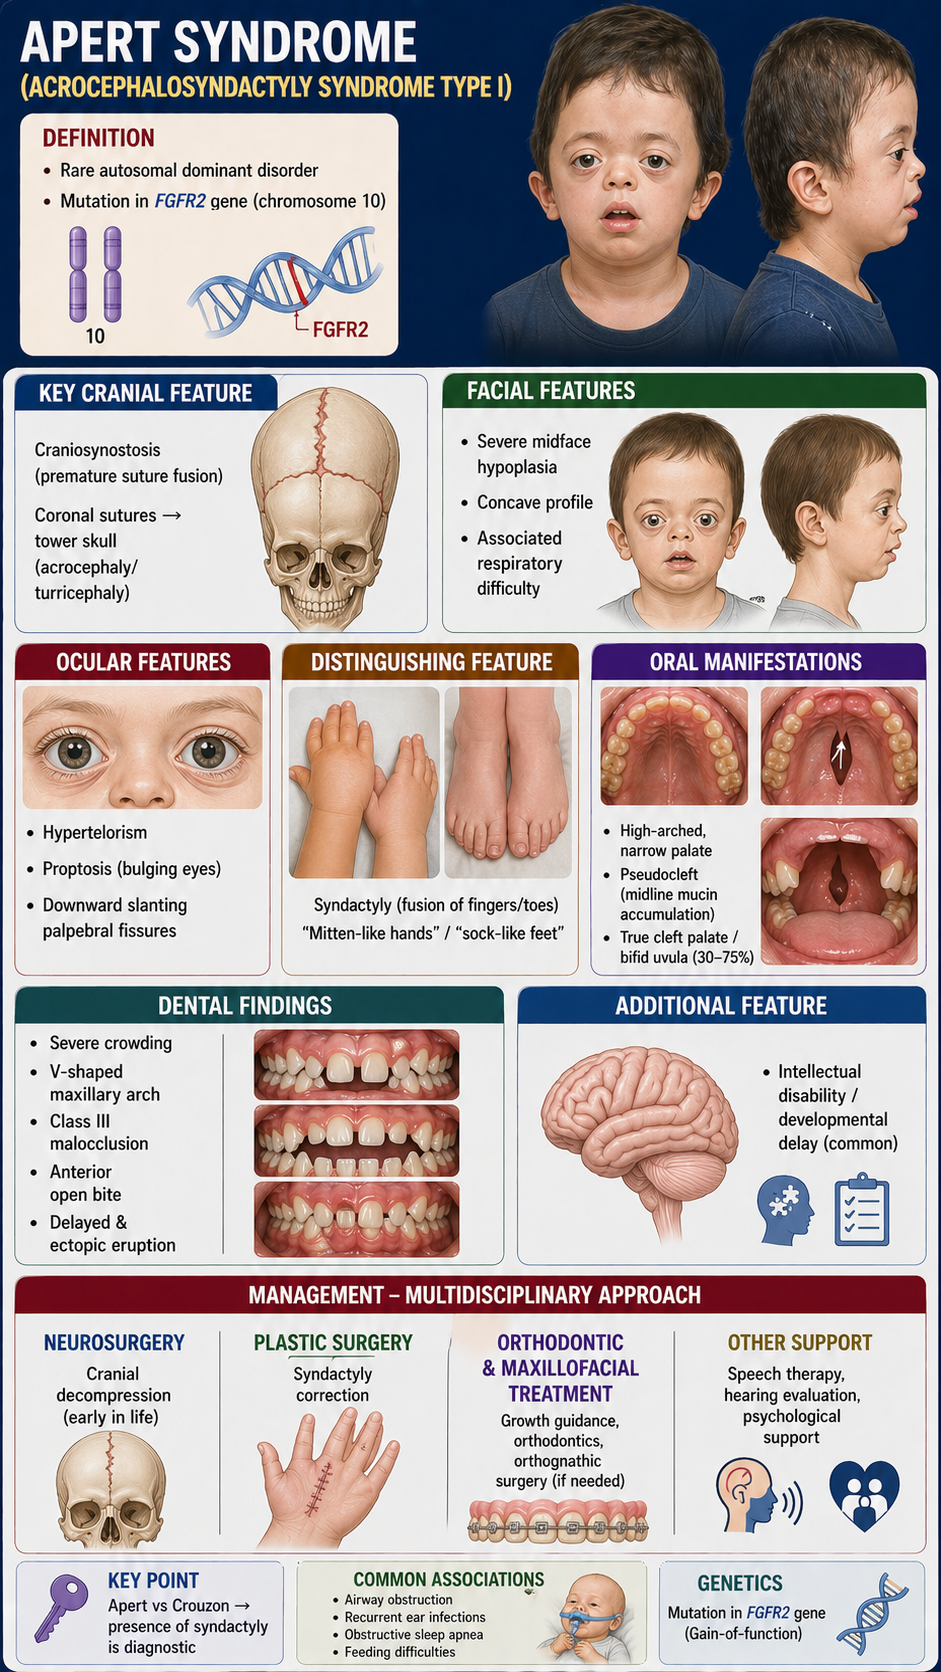 APERT SYNDROME
(ACROCEPHALOSYNDACTYLY SYNDROME TYPE I)
DEFINITION
• Rare autosomal dominant disorder
• Mutation in FGFR2 gene (chromosome 10)
10
FGFR2
KEY CRANIAL FEATURE
Craniosynostosis
(premature suture fusion)
Coronal sutures →
tower skull
(acrocephaly/
turricephaly)
FACIAL FEATURES
• Severe midface
hypoplasia
• Concave profile
• Associated
respiratory
difficulty
OCULAR FEATURES
• Hypertelorism
• Proptosis (bulging eyes)
• Downward slanting
palpebral fissures
DISTINGUISHING FEATURE
Syndactyly (fusion of fingers/toes)
“Mitten-like hands” / “sock-like feet”
ORAL MANIFESTATIONS
• High-arched,
narrow palate
• Pseudocleft
(midline mucin
accumulation)
• True cleft palate /
bifid uvula (30–75%)
DENTAL FINDINGS
• Severe crowding
• V-shaped
maxillary arch
• Class III
malocclusion
• Anterior
open bite
• Delayed &
ectopic eruption
ADDITIONAL FEATURE
• Intellectual
disability /
developmental
delay (common)
MANAGEMENT – MULTIDISCIPLINARY APPROACH
NEUROSURGERY
Cranial
decompression
(early in life)
PLASTIC SURGERY
Syndactyly
correction
ORTHODONTIC
& MAXILLOFACIAL
TREATMENT
Growth guidance,
orthodontics,
orthognathic
surgery (if needed)
OTHER SUPPORT
Speech therapy,
hearing evaluation,
psychological
support
KEY POINT
Apert vs Crouzon →
presence of syndactyly
is diagnostic
COMMON ASSOCIATIONS
• Airway obstruction
• Recurrent ear infections
• Obstructive sleep apnea
• Feeding difficulties
GENETICS
Mutation in FGFR2 gene
(Gain-of-function)